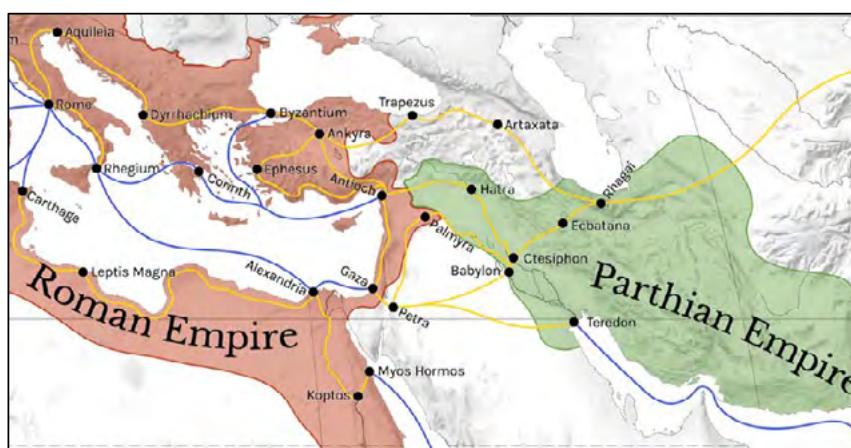 Aquileia
m
Rome
Dyrrhachium
Byzantium
Trapezus
Artaxata
Ankyra
Rhegium
Corinth
Ephesus
Antioch
Hatra
Rhagai
Carthage
Palmyra
Ecbatana
Ctesiphon
Babylon
Leptis Magna
Alexandria
Gaza
Petra
Teredon
Roman Empire
Parthian Empire
Myos Hormos
Koptos